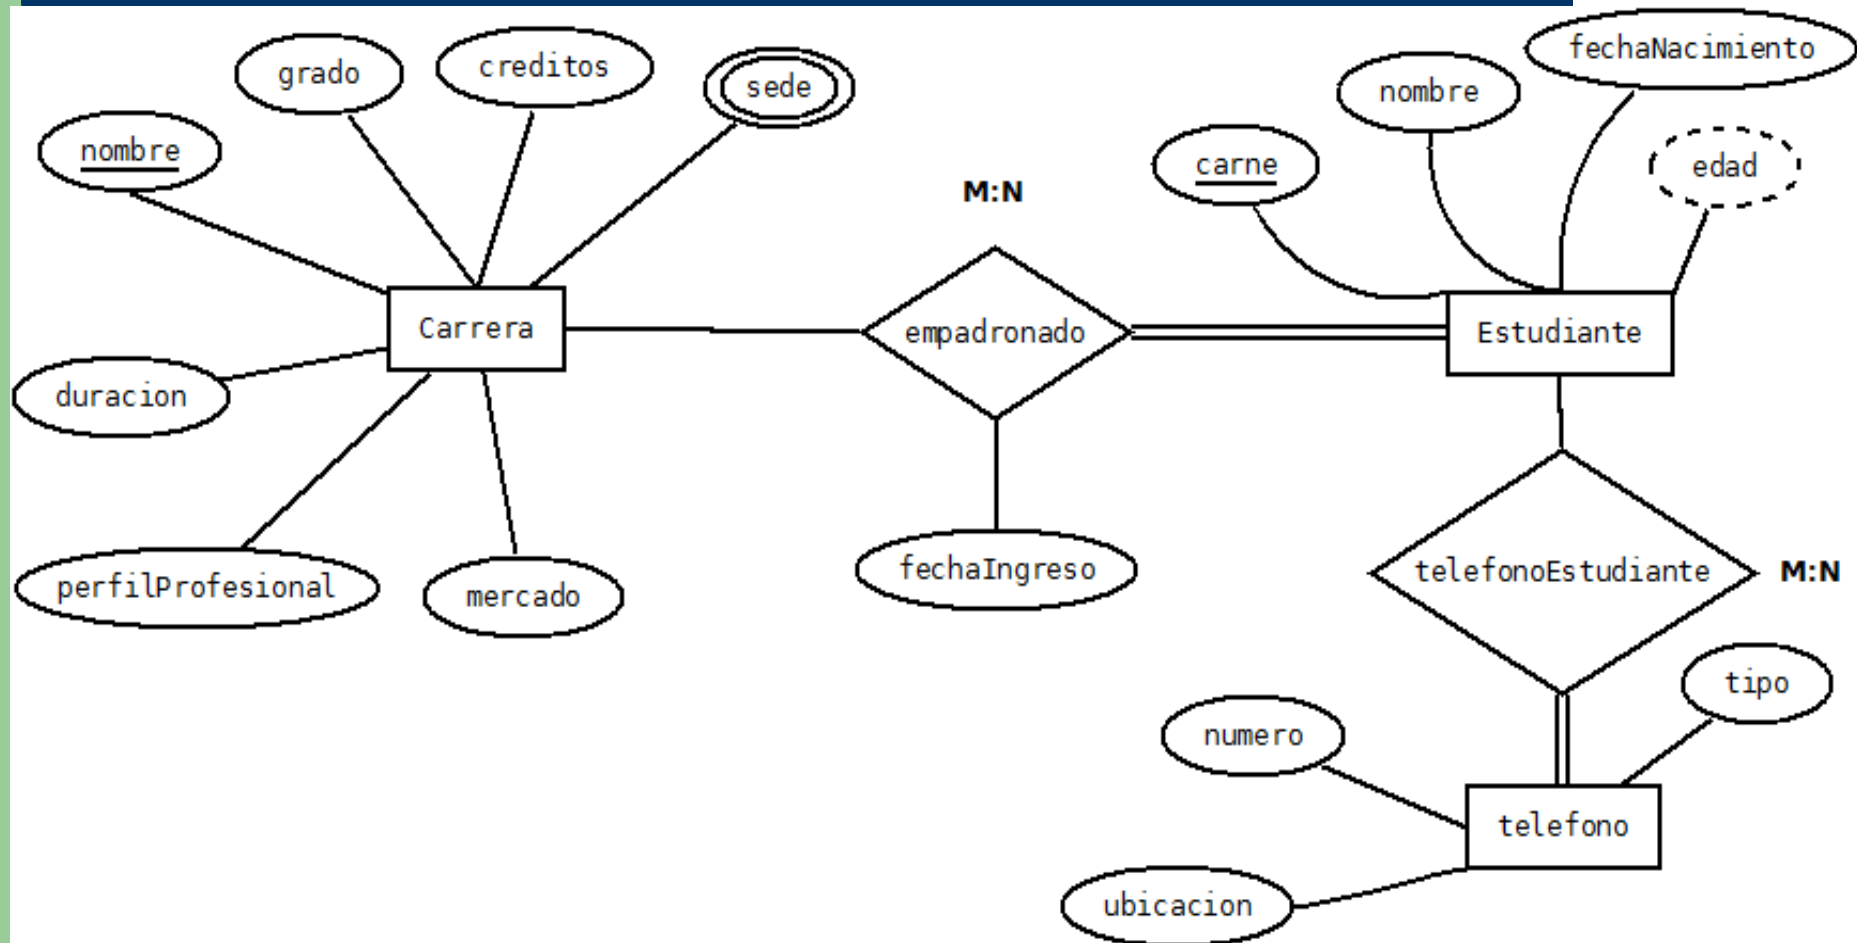 grado
creditos
sede
nombre
Carrera
duracion
perfilProfesional
mercado
M:N
empadronado
fechaIngreso
fechaNacimiento
nombre
carne
edad
Estudiante
telefonoEstudiante
M:N
tipo
numero
telefono
ubicacion